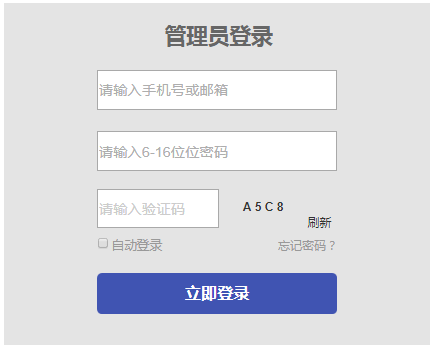 管理员登录
请输入手机号或邮箱
请输入6-16位位密码
请输入验证码
A 5 C 8
刷新
自动登录
忘记密码？
立即登录